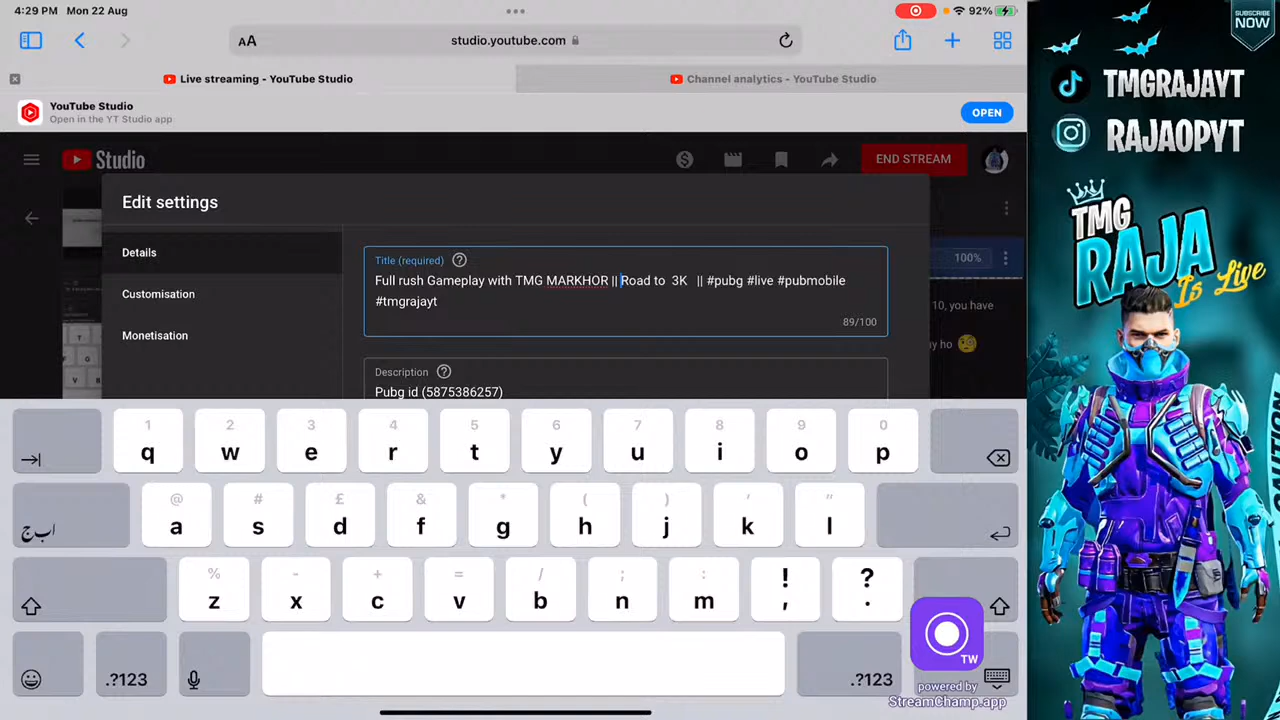 4:29 PM Mon 22 Aug
92%
AA
studio.youtube.com
Live streaming - YouTube Studio
Channel analytics - YouTube Studio
YouTube Studio
Open in the YT Studio app
OPEN
Studio
END STREAM
Edit settings
Details
Customisation
Monetisation
Title (required)
Full rush Gameplay with TMG MARKHOR || Road to 3K || #pubg #live #pubmobile
#tmgrajayt
89/100
Description
Pubg id (5875386257)
100%
10, you have
y ho
1 2 3 4 5 6 7 8 9 0
q w e r t y u i o p
@ # £ & * ( ) ' "
ا ب ج a s d f g h j k l
% - + = / ; : ! ?
z x c v b n m , .
.?123 .?123
TW
powered by
StreamChamp.app
SUBSCRIBE
NOW
TMGRAJAYT
RAJAOPYT
TMG
RAJA
Is Live